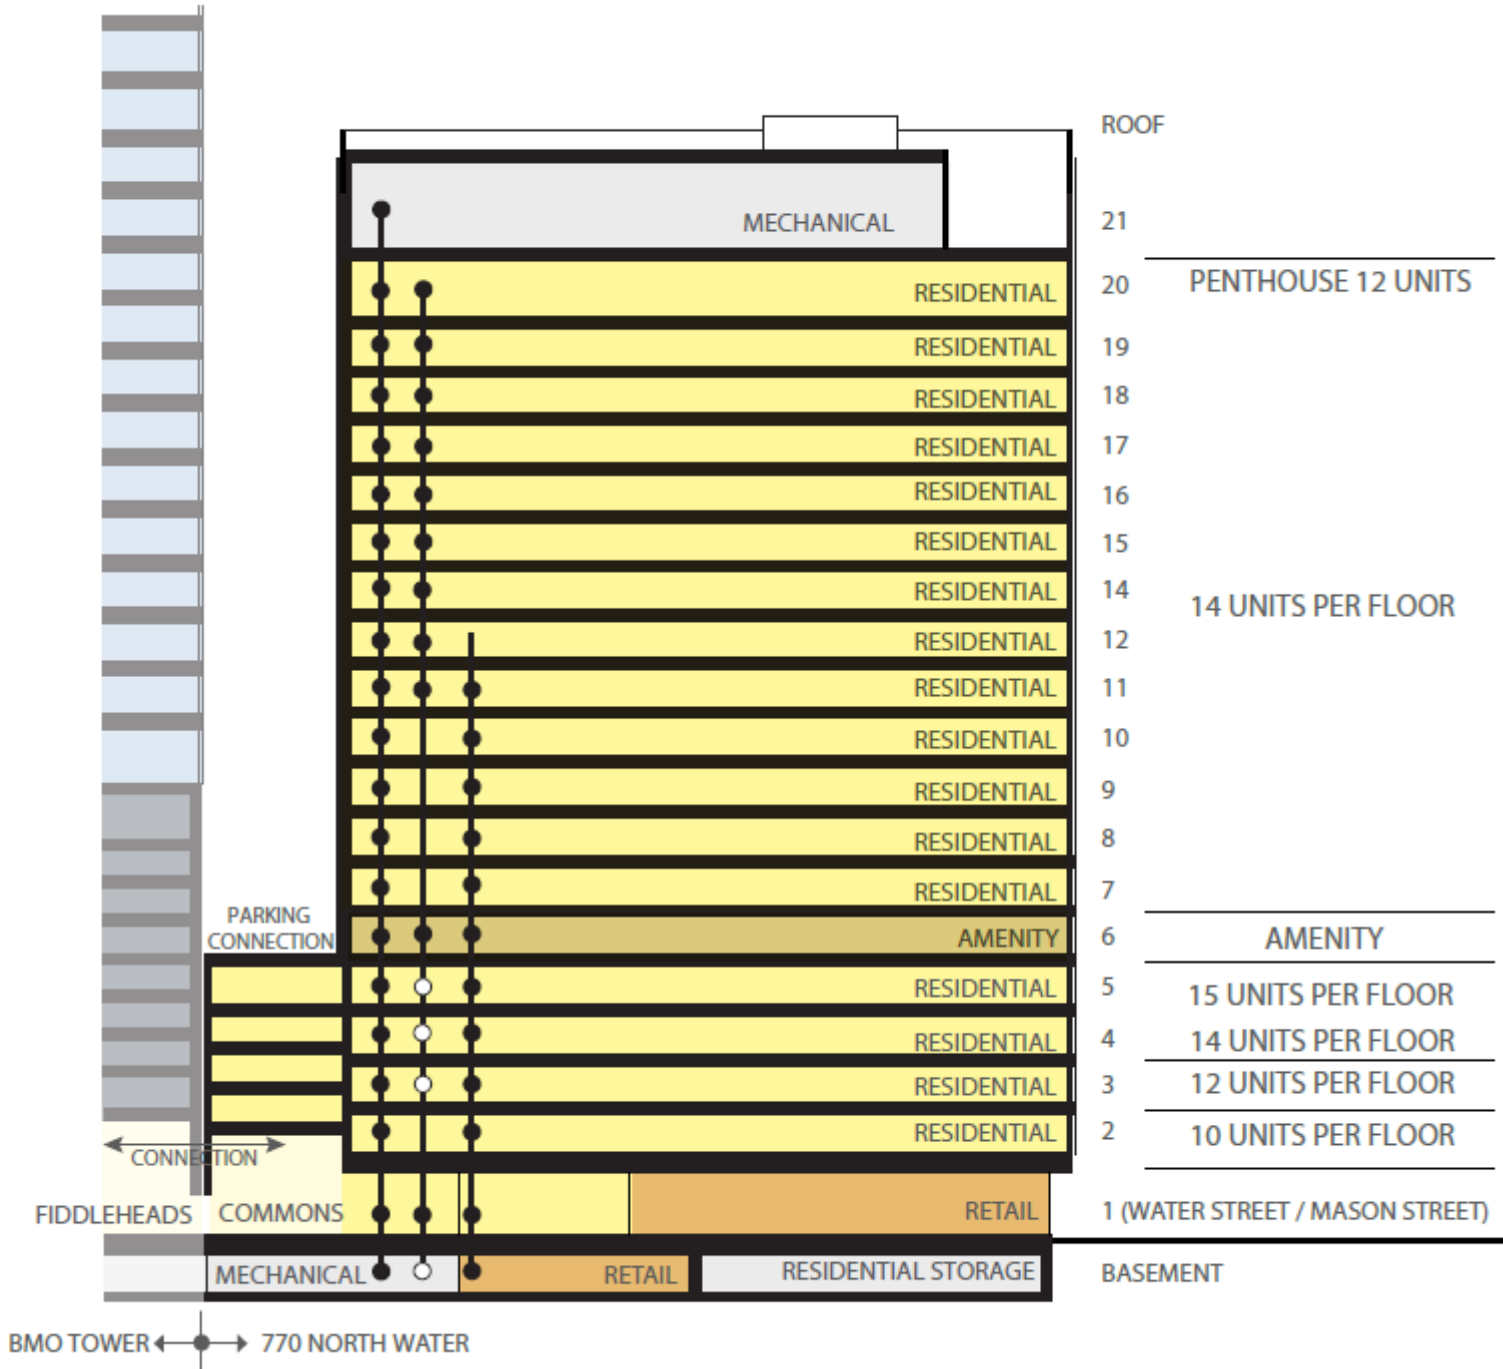 ROOF
MECHANICAL
21
RESIDENTIAL
20
PENTHOUSE 12 UNITS
RESIDENTIAL
19
RESIDENTIAL
18
RESIDENTIAL
17
RESIDENTIAL
16
RESIDENTIAL
15
RESIDENTIAL
14
14 UNITS PER FLOOR
RESIDENTIAL
12
RESIDENTIAL
11
RESIDENTIAL
10
RESIDENTIAL
9
RESIDENTIAL
8
RESIDENTIAL
7
PARKING
CONNECTION
AMENITY
6
AMENITY
RESIDENTIAL
5
15 UNITS PER FLOOR
RESIDENTIAL
4
14 UNITS PER FLOOR
RESIDENTIAL
3
12 UNITS PER FLOOR
RESIDENTIAL
2
10 UNITS PER FLOOR
CONNECTION
FIDDLEHEADS
COMMONS
RETAIL
1 (WATER STREET / MASON STREET)
MECHANICAL
RETAIL
RESIDENTIAL STORAGE
BASEMENT
BMO TOWER
770 NORTH WATER